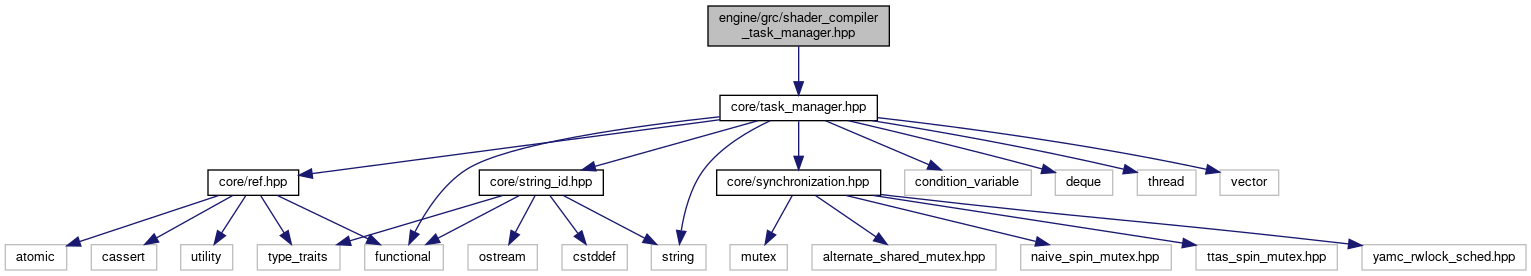 engine/grc/shader_compiler
_task_manager.hpp
core/task_manager.hpp
core/ref.hpp
core/string_id.hpp
core/synchronization.hpp
condition_variable
deque
thread
vector
atomic
cassert
utility
type_traits
functional
ostream
cstddef
string
mutex
alternate_shared_mutex.hpp
naive_spin_mutex.hpp
ttas_spin_mutex.hpp
yamc_rwlock_sched.hpp